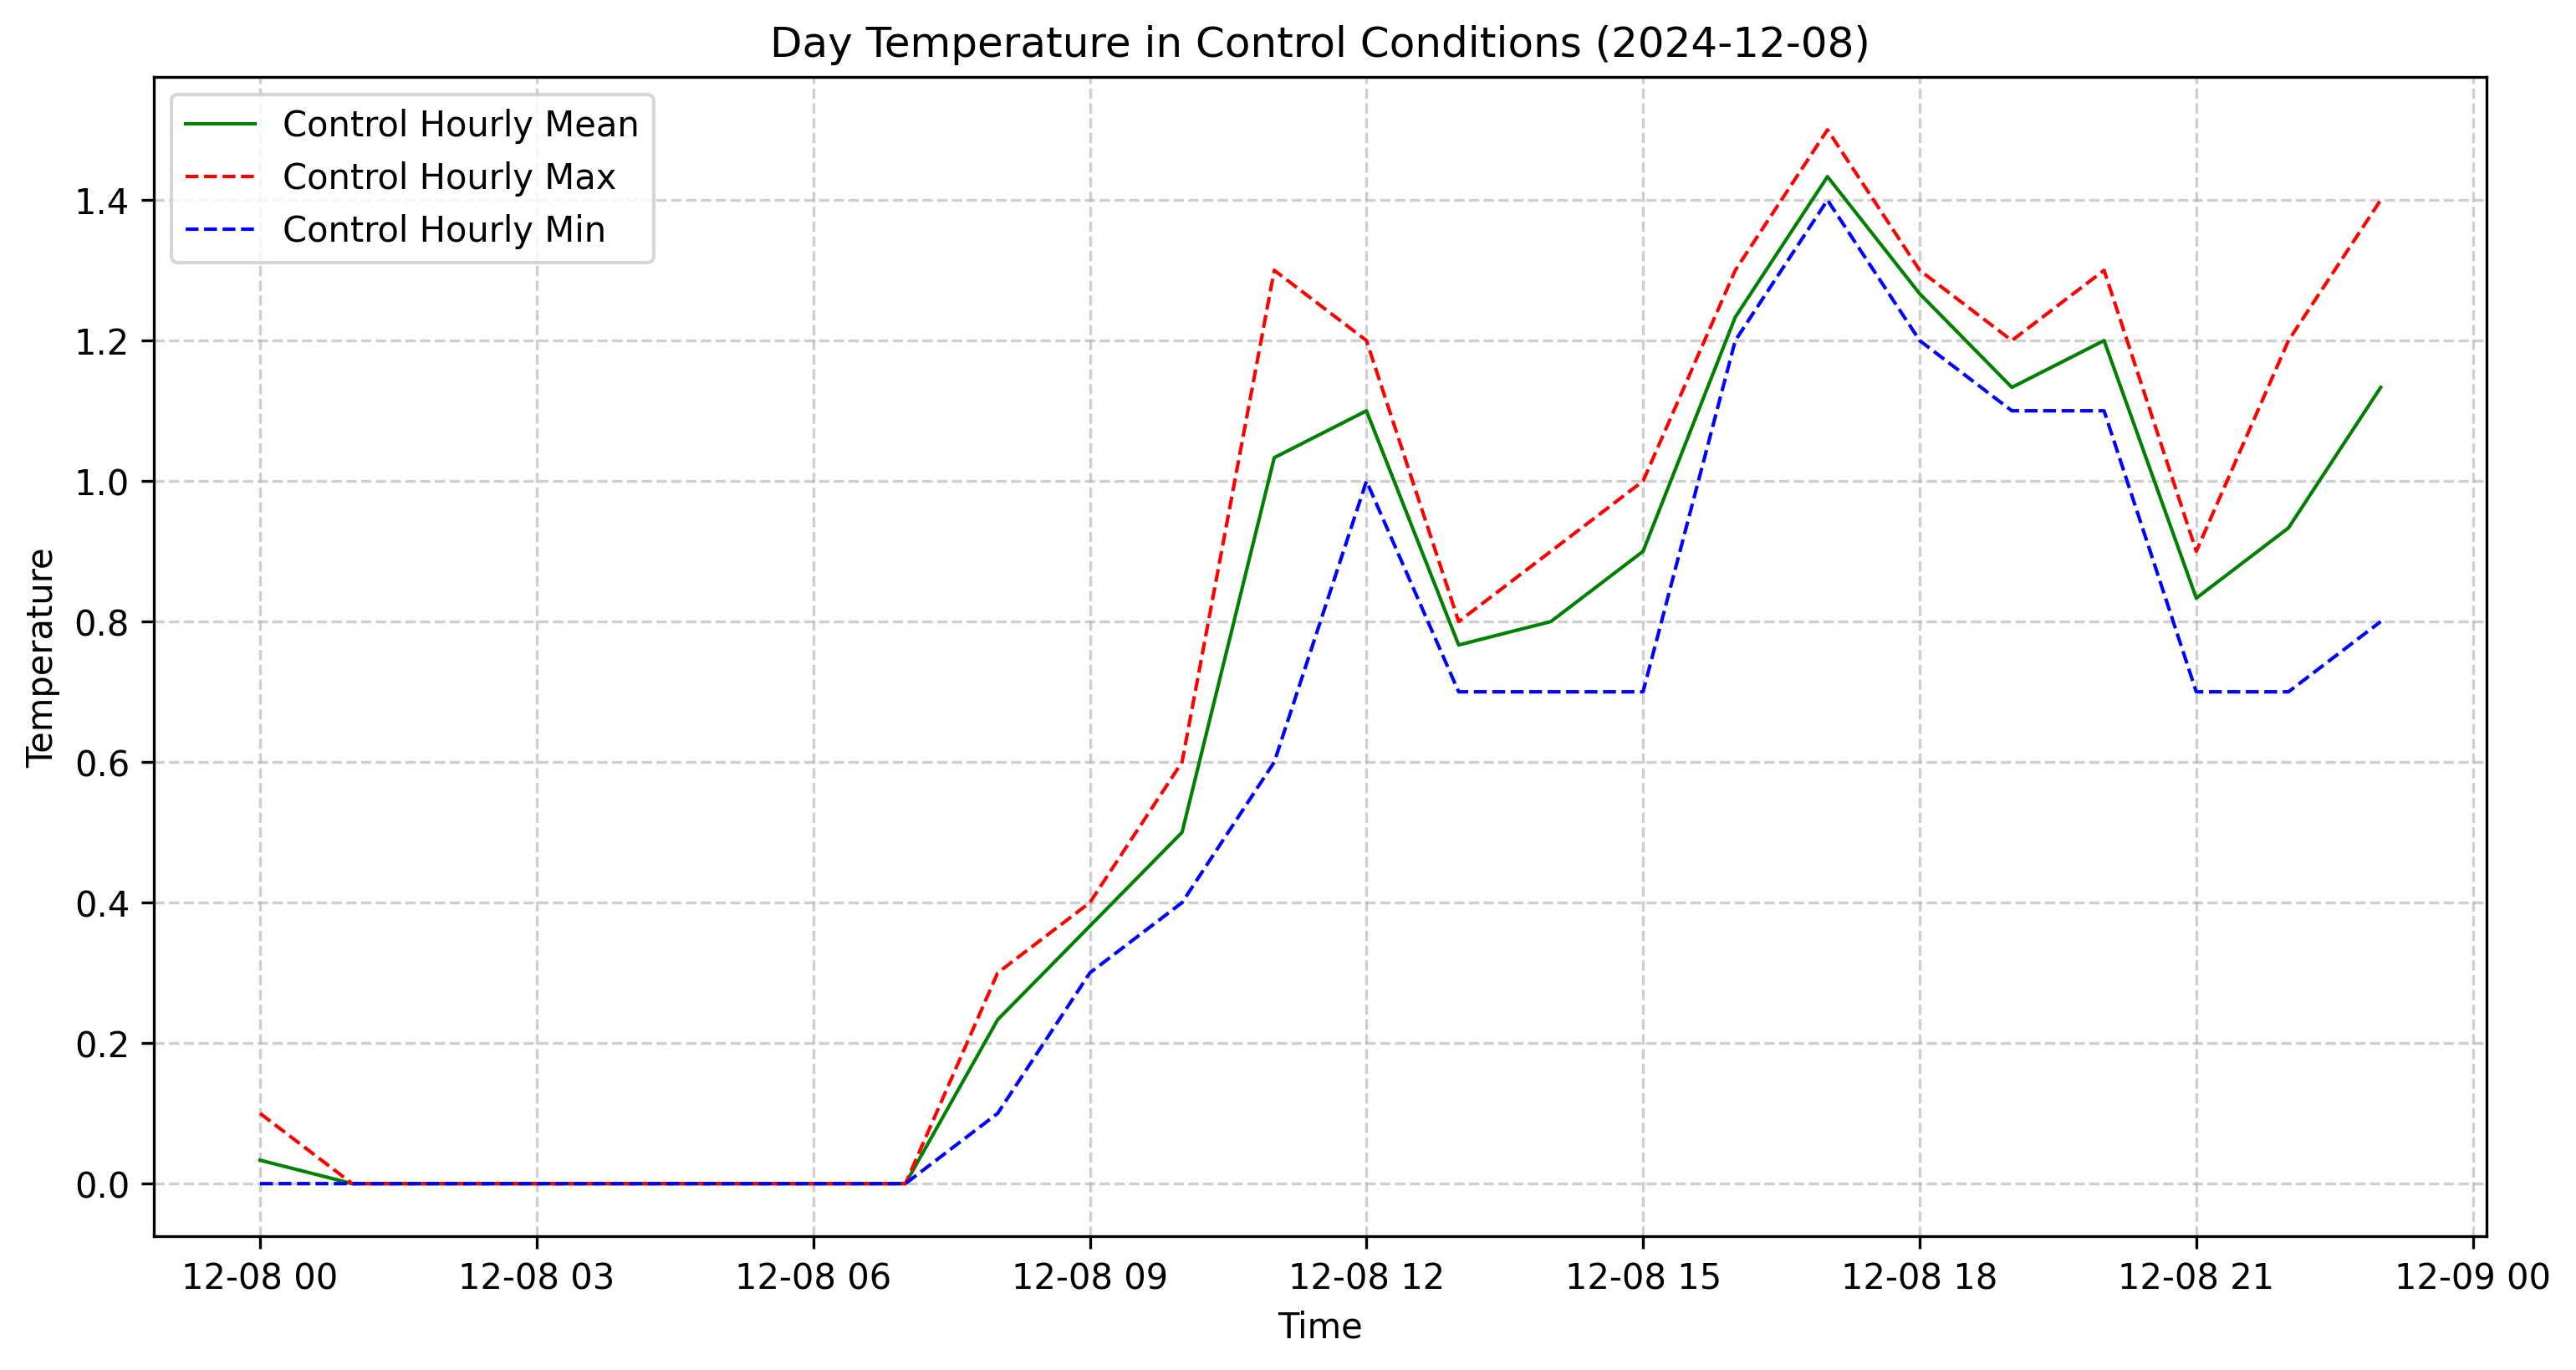 Day Temperature in Control Conditions (2024-12-08)
Control Hourly Mean
Control Hourly Max
Control Hourly Min
1.4
1.2
1.0
0.8
0.6
0.4
0.2
0.0
Temperature
12-08 00 12-08 03 12-08 06 12-08 09 12-08 12 12-08 15 12-08 18 12-08 21 12-09 00
Time